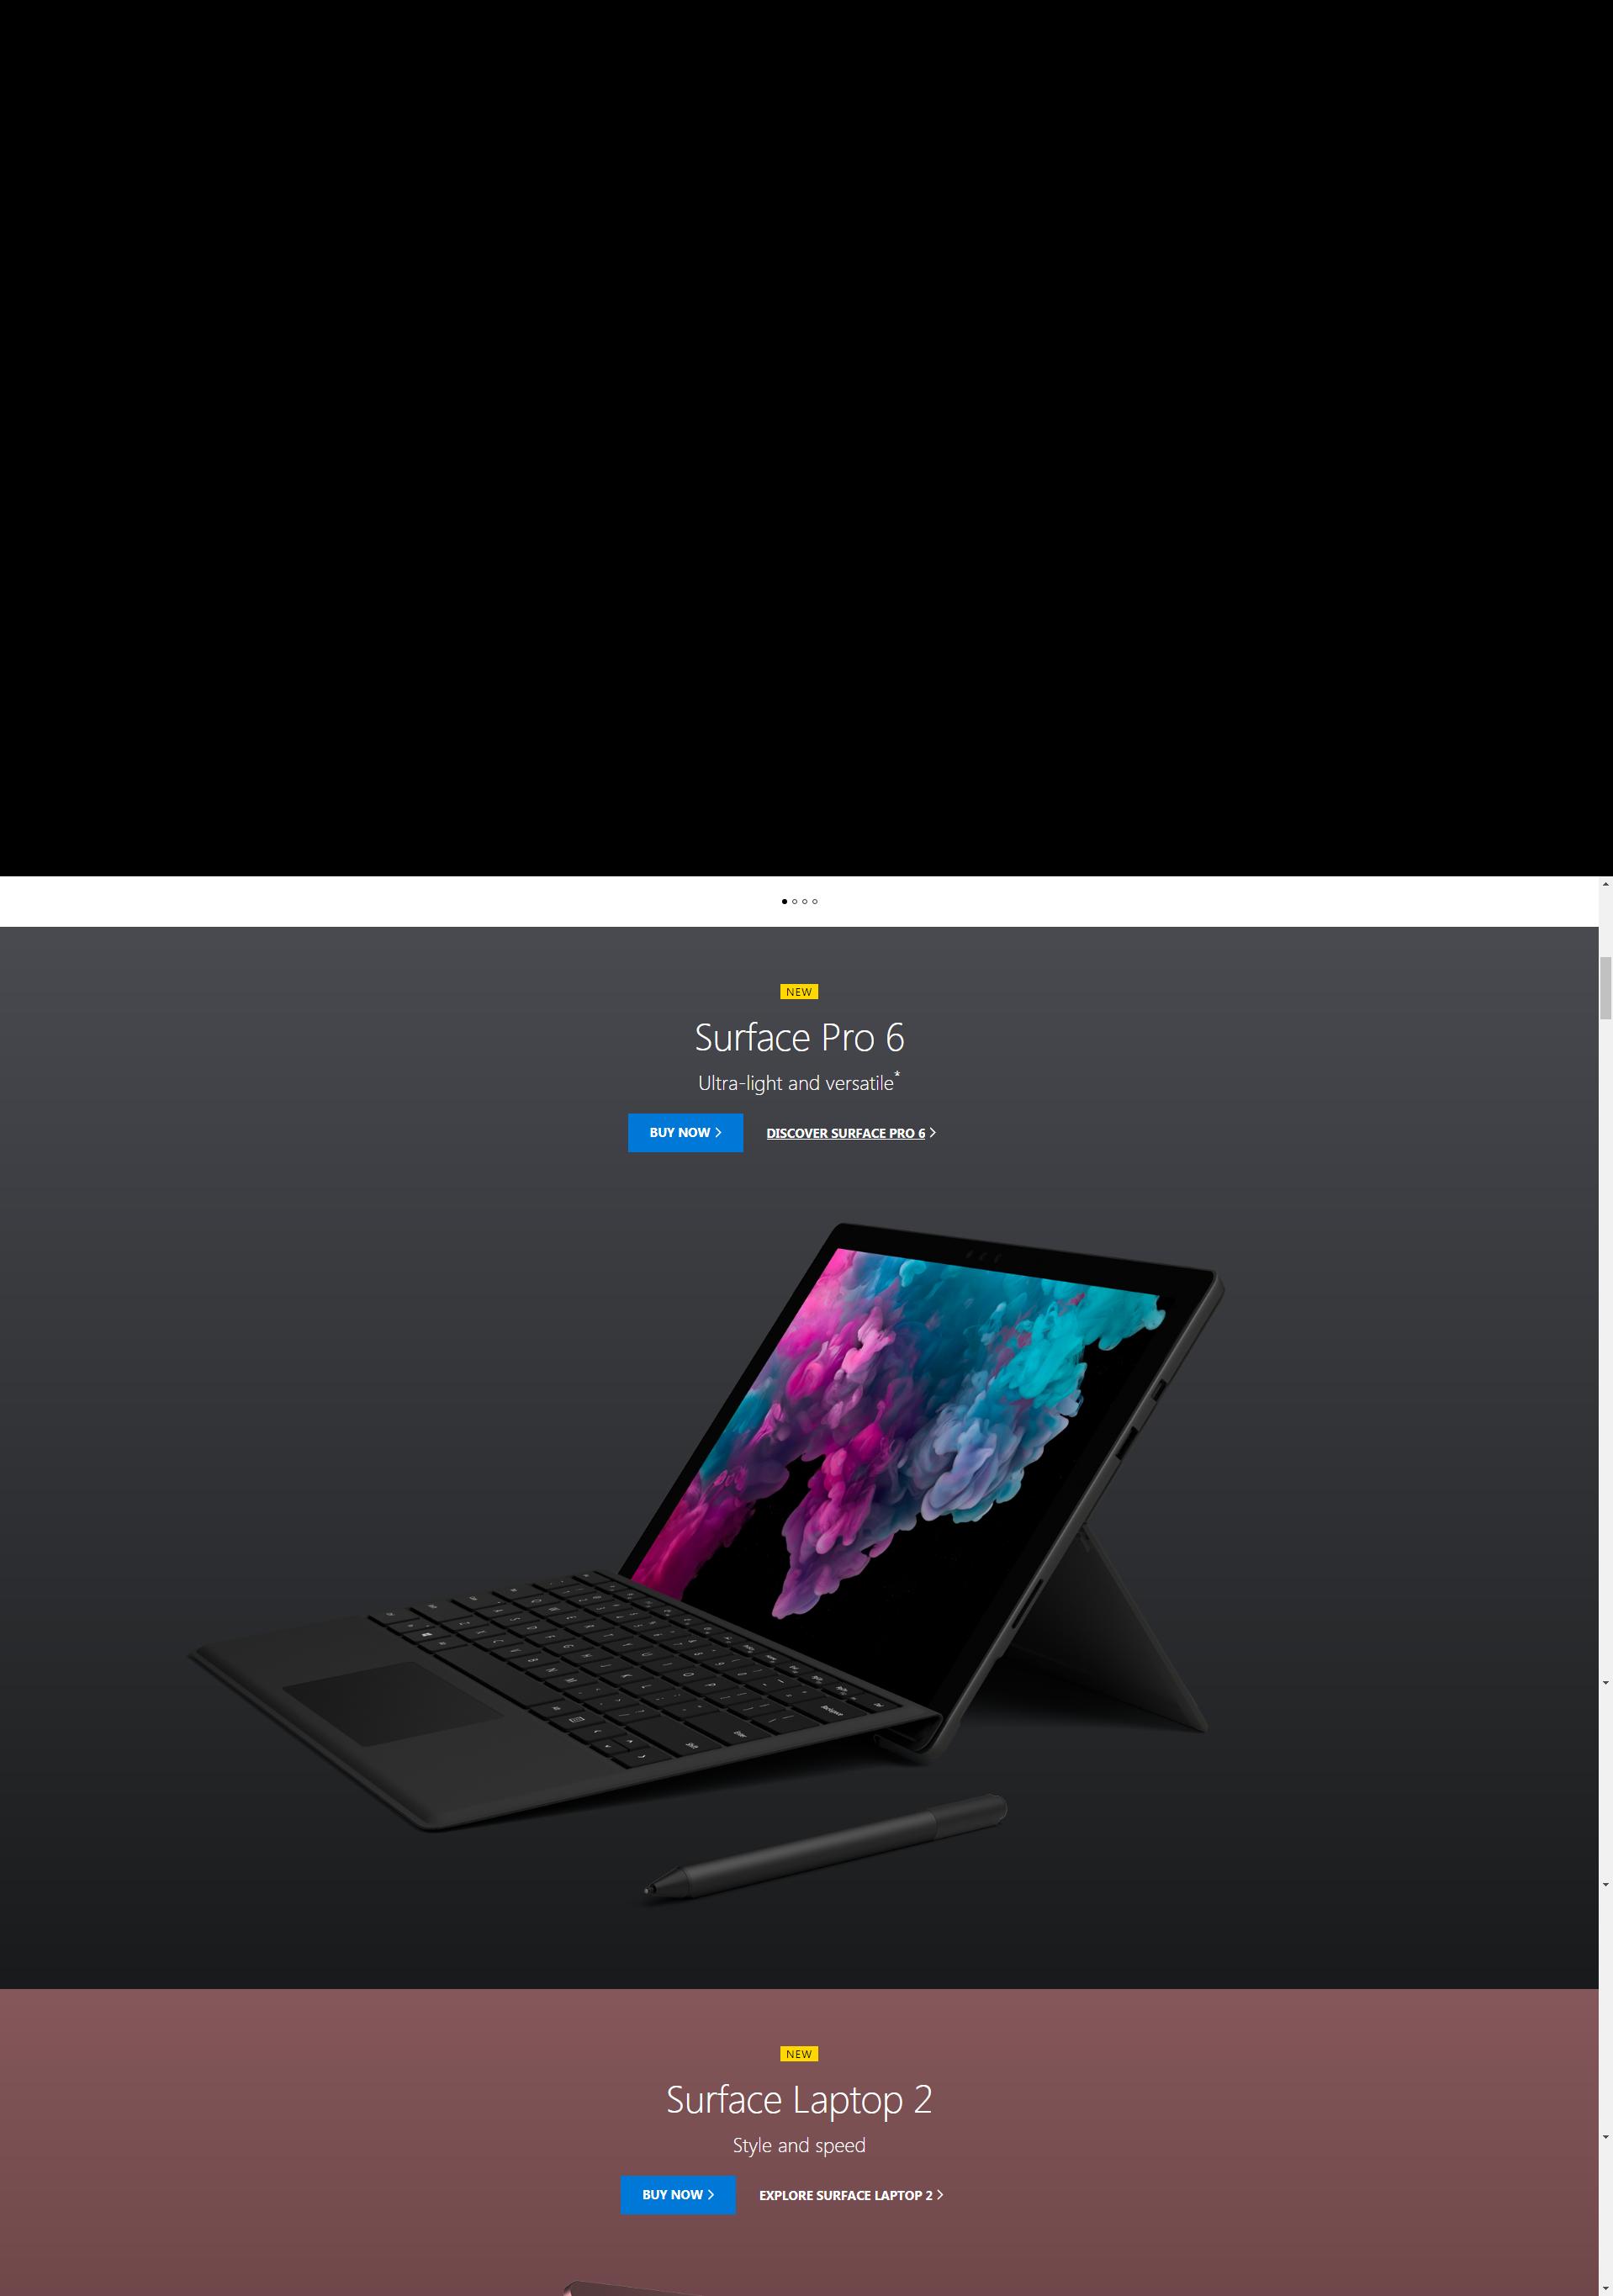 NEW
Surface Pro 6
Ultra-light and versatile*
BUY NOW
DISCOVER SURFACE PRO 6
NEW
Surface Laptop 2
Style and speed
BUY NOW
EXPLORE SURFACE LAPTOP 2